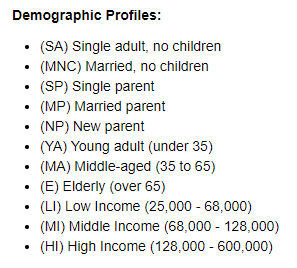 Demographic Profiles:
• (SA) Single adult, no children
• (MNC) Married, no children
• (SP) Single parent
• (MP) Married parent
• (NP) New parent
• (YA) Young adult (under 35)
• (MA) Middle-aged (35 to 65)
• (E) Elderly (over 65)
• (LI) Low Income (25,000 - 68,000)
• (MI) Middle Income (68,000 - 128,000)
• (HI) High Income (128,000 - 600,000)